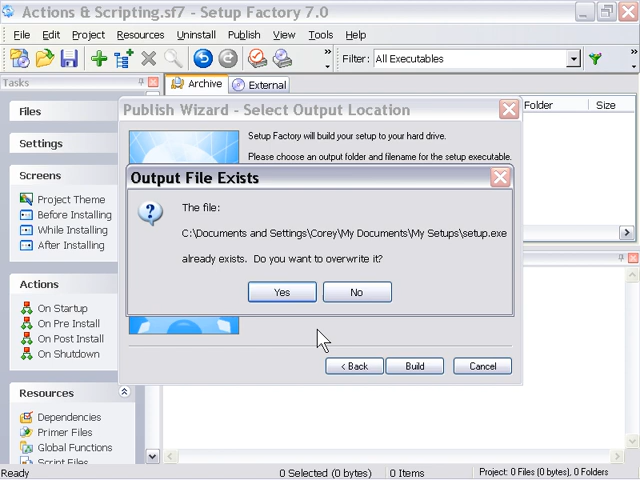 Actions & Scripting.sf7 - Setup Factory 7.0
File Edit Project Resources Uninstall Publish View Tools Help
Filter: All Executables
Tasks
Archive External
Files
Folder Size
Publish Wizard - Select Output Location
Setup Factory will build your setup to your hard drive.
Please choose an output folder and filename for the setup executable.
Settings
Output File Exists
Screens
The file:
C:\Documents and Settings\Corey\My Documents\My Setups\setup.exe
already exists. Do you want to overwrite it?
Yes No
Project Theme
Before Installing
While Installing
After Installing
Actions
On Startup
On Pre Install
On Post Install
On Shutdown
< Back Build Cancel
Resources
Dependencies
Primer Files
Global Functions
Script Files
Ready 0 Selected (0 bytes) 0 Items Project: 0 Files (0 bytes), 0 Folders